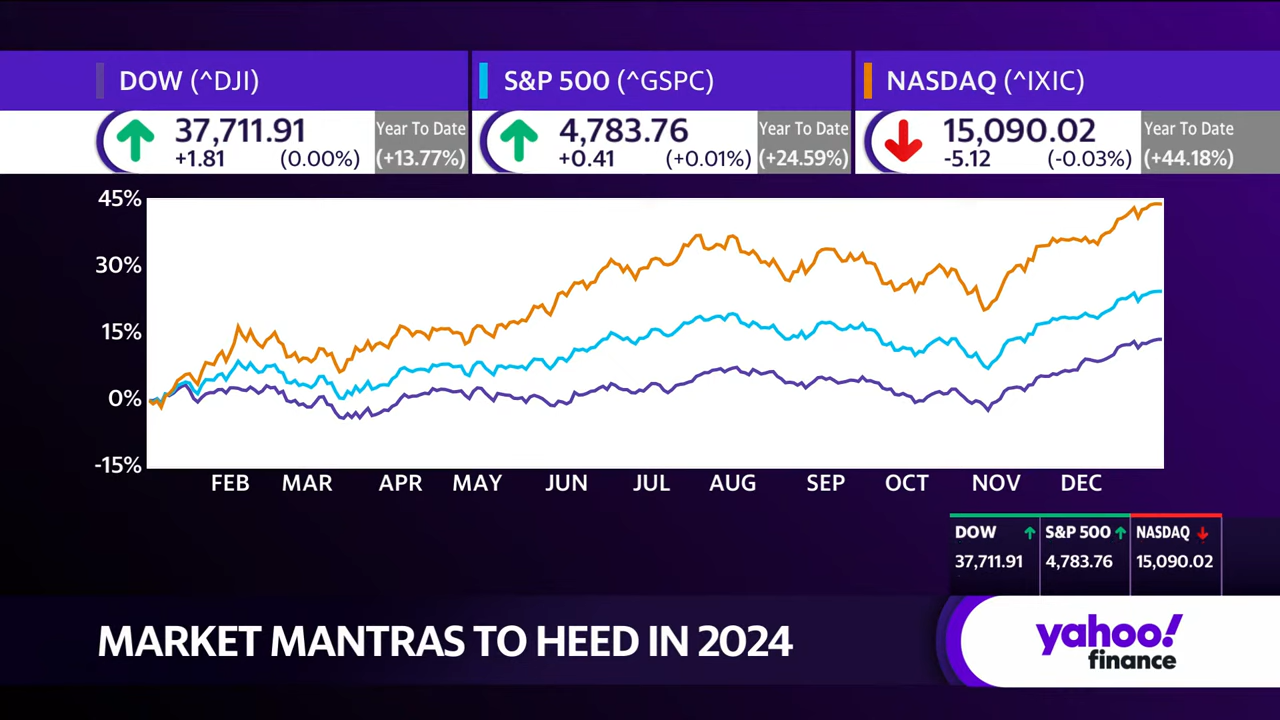 DOW (^DJI)
37,711.91
+1.81 (0.00%)
Year To Date
(+13.77%)
S&P 500 (^GSPC)
4,783.76
+0.41 (+0.01%)
Year To Date
(+24.59%)
NASDAQ (^IXIC)
15,090.02
-5.12 (-0.03%)
Year To Date
(+44.18%)
45%
30%
15%
0%
-15%
FEB MAR APR MAY JUN JUL AUG SEP OCT NOV DEC
DOW
37,711.91
S&P 500
4,783.76
NASDAQ
15,090.02
MARKET MANTRAS TO HEED IN 2024
yahoo!
finance